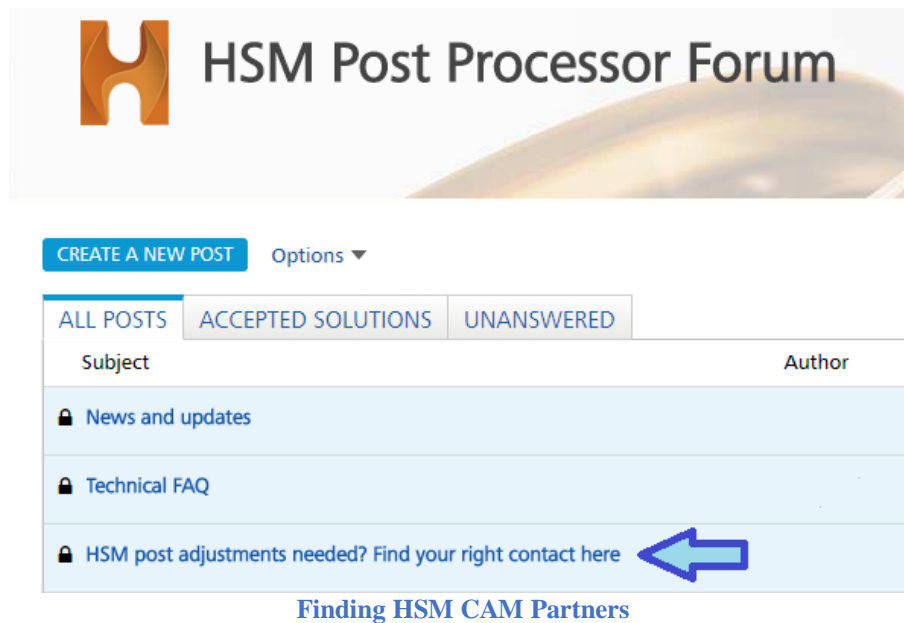 HSM Post Processor Forum
CREATE A NEW POST Options
ALL POSTS ACCEPTED SOLUTIONS UNANSWERED
Subject Author
News and updates
Technical FAQ
HSM post adjustments needed? Find your right contact here
Finding HSM CAM Partners